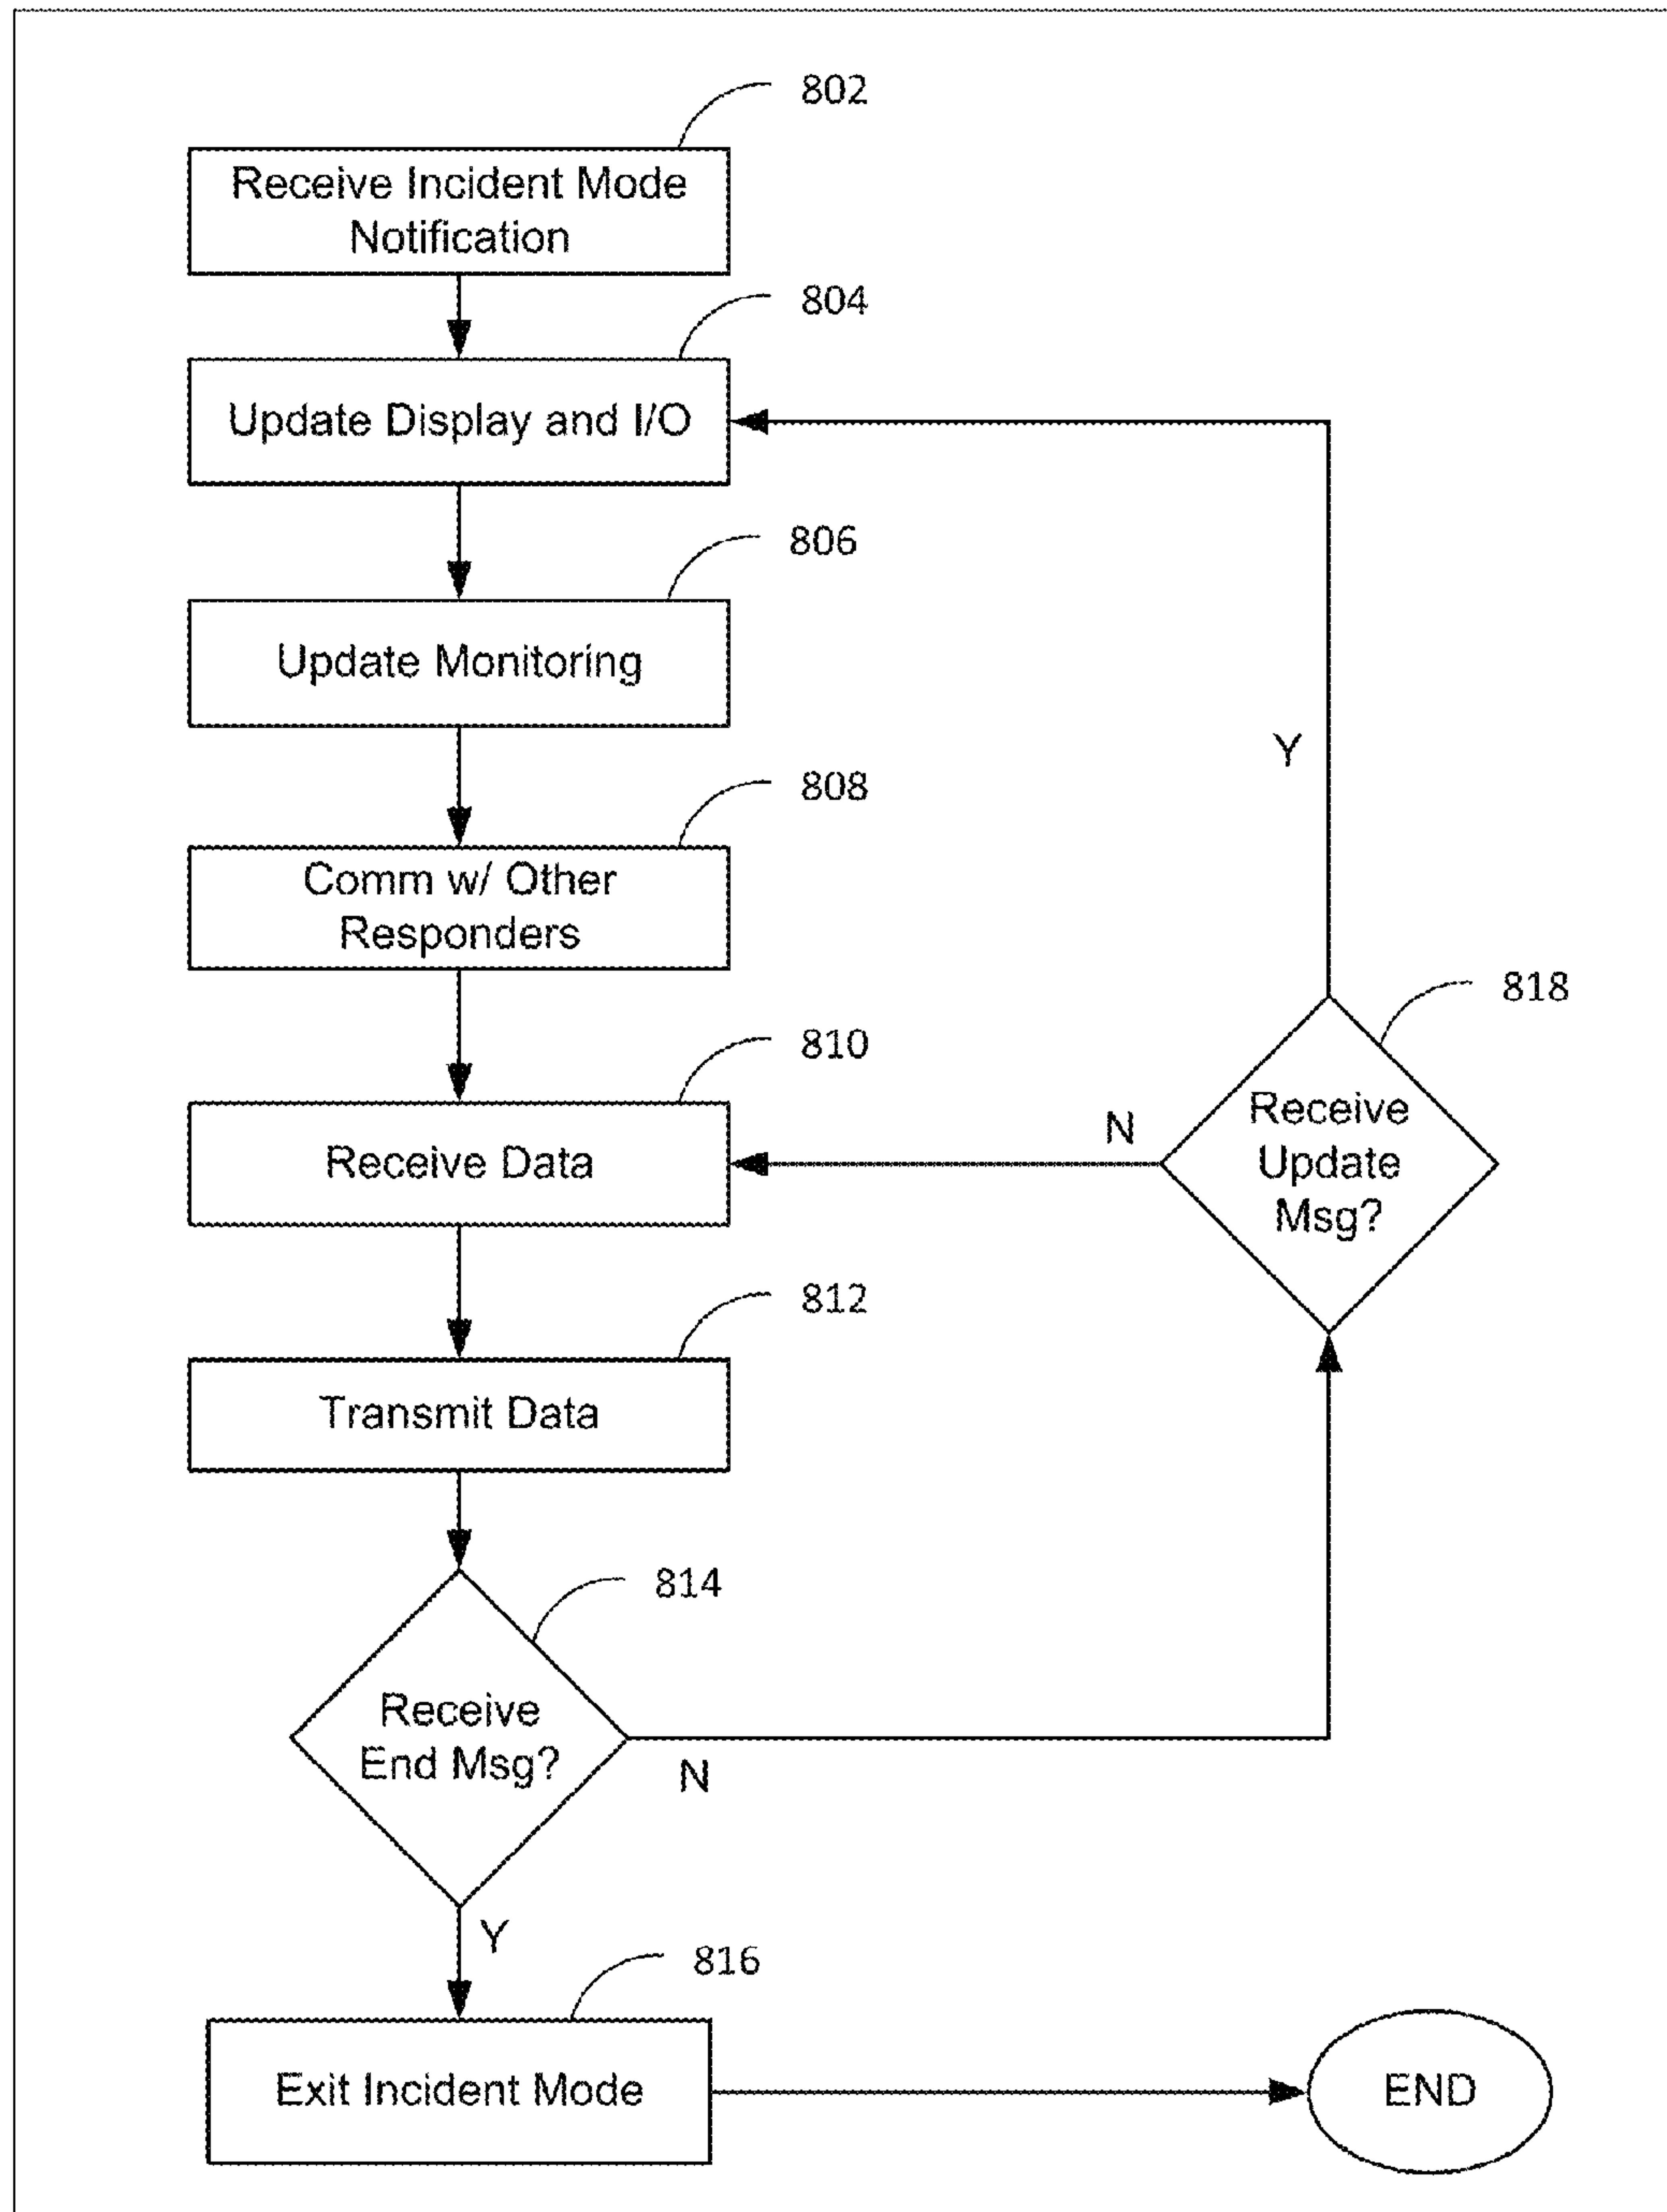 802
Receive Incident Mode
Notification
804
Update Display and I/O
806
Update Monitoring
Y
808
Comm w/ Other
Responders
818
810
Receive
Update
Msg?
N
Receive Data
812
Transmit Data
814
Receive
End Msg?
N
Y
816
Exit Incident Mode
END